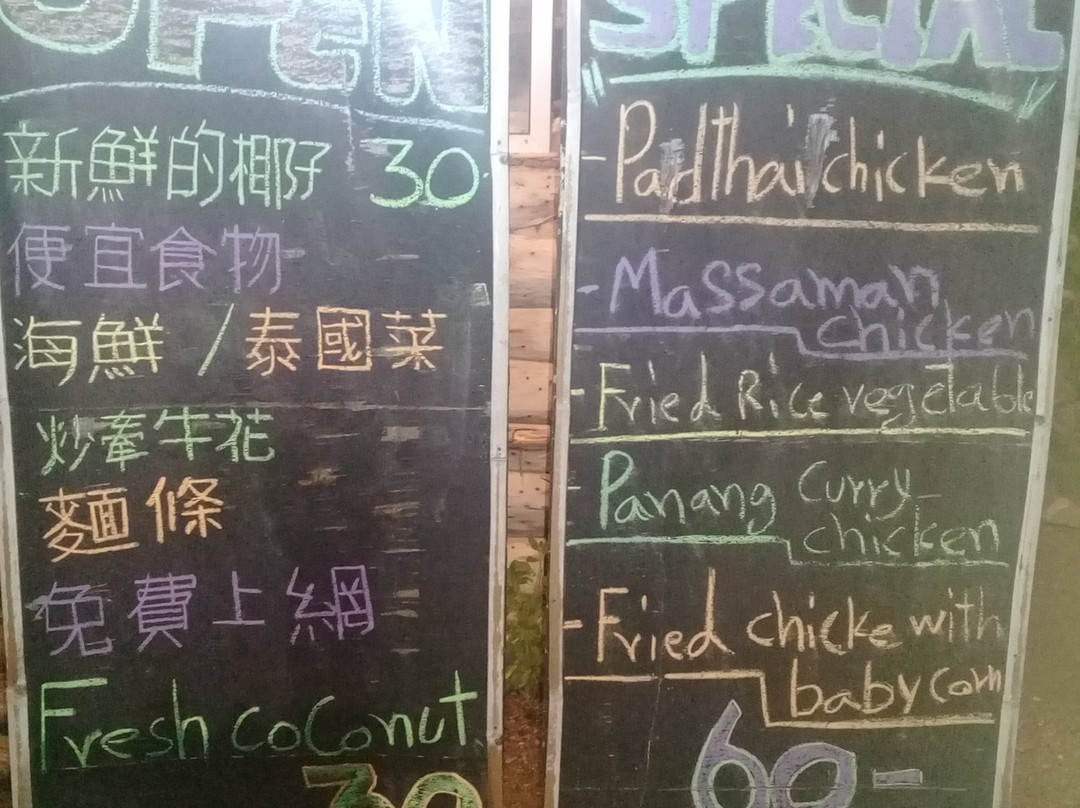 OPEN
新鮮的椰子 30
便宜食物
海鮮 / 泰國菜
炒牽牛花
麵條
免費上網
Fresh coconut
30
SPECIAL
- Padthai chicken
- Massaman
chicken
- Fried Rice vegetable
- Panang Curry
chicken
- Fried chicke with
baby corn
60-